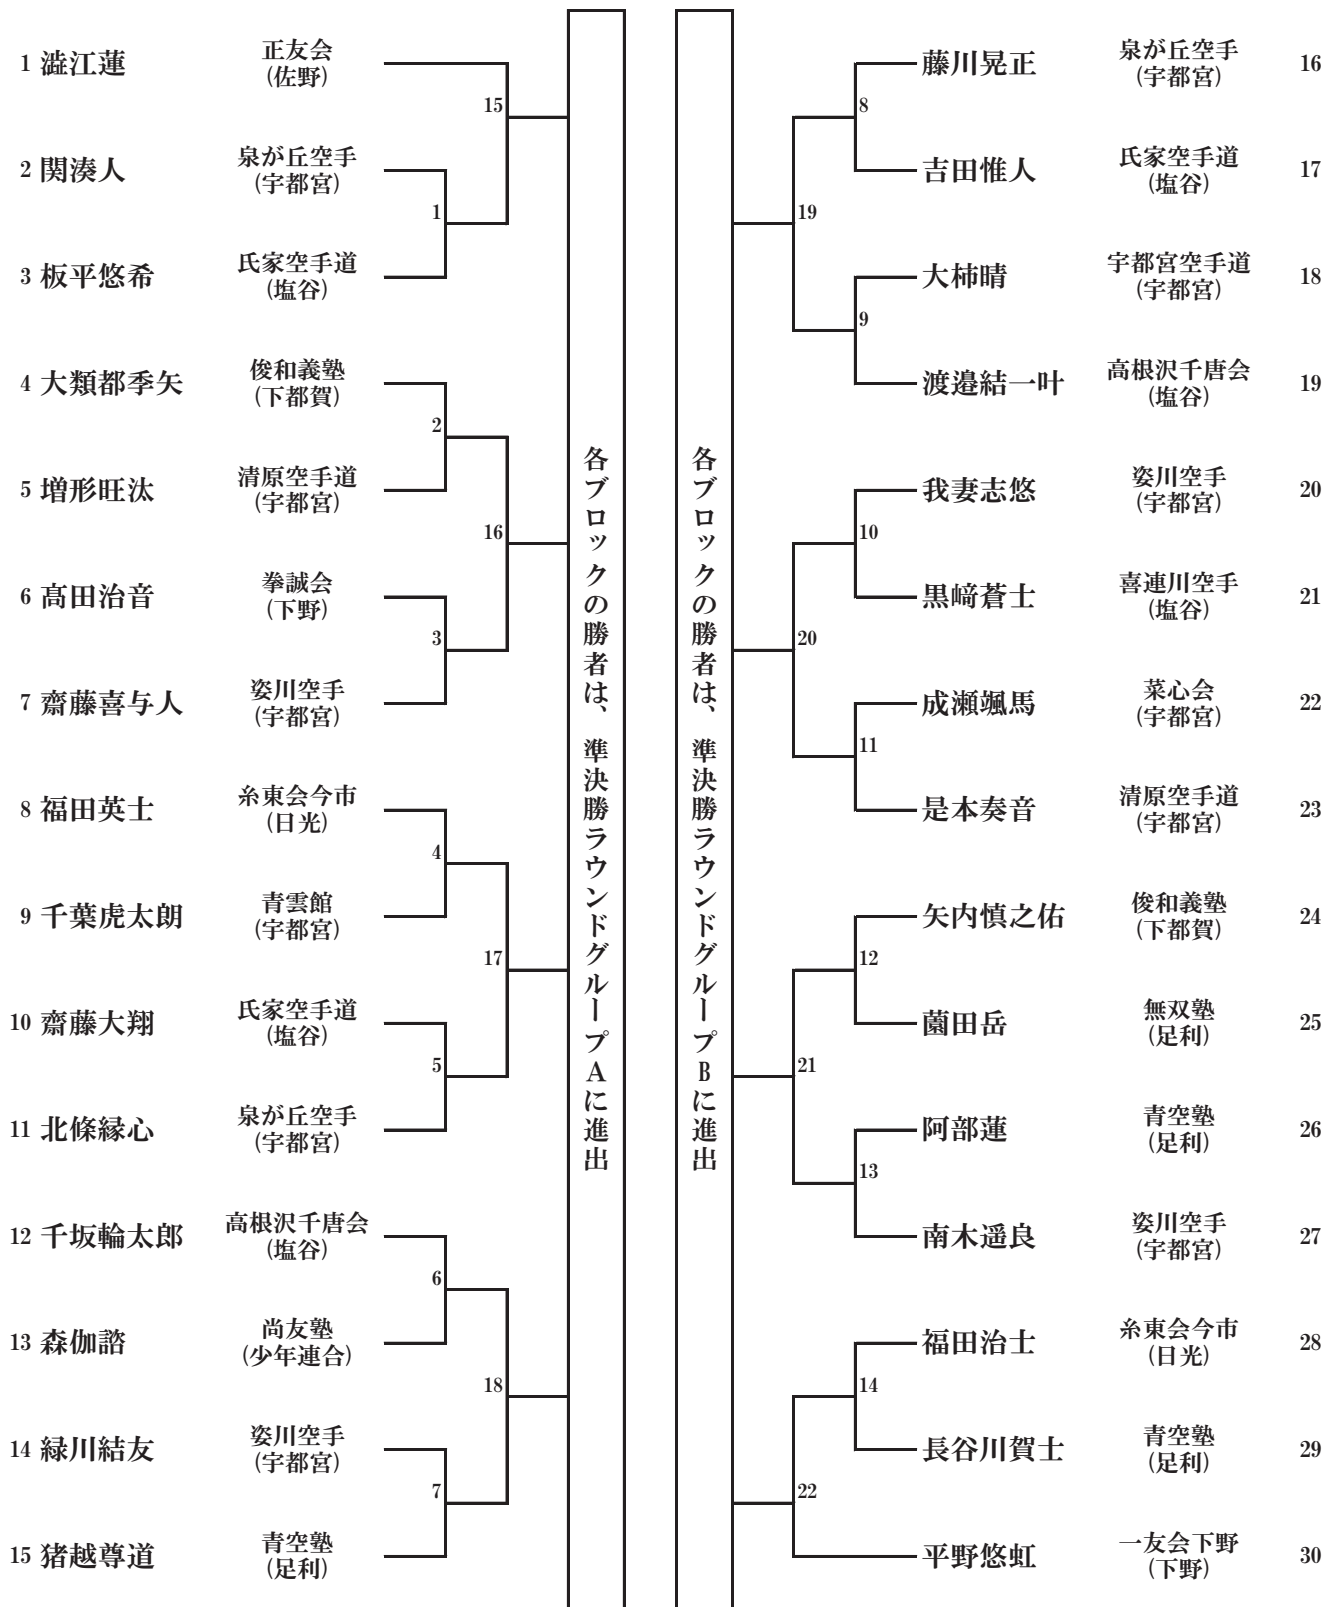 1 澁江蓮 正友会
(佐野)
15
2 関湊人 泉が丘空手
(宇都宮)
1
3 板平悠希 氏家空手道
(塩谷)
4 大類都季矢 俊和義塾
(下都賀)
2
5 増形旺汰 清原空手道
(宇都宮)
16
6 髙田治音 拳誠会
(下野)
3
7 齋藤喜与人 姿川空手
(宇都宮)
8 福田英士 糸東会今市
(日光)
4
9 千葉虎太朗 青雲館
(宇都宮)
17
10 齋藤大翔 氏家空手道
(塩谷)
5
11 北條縁心 泉が丘空手
(宇都宮)
12 千坂輪太郎 高根沢千唐会
(塩谷)
6
13 森伽諮 尚友塾
(少年連合)
18
14 緑川結友 姿川空手
(宇都宮)
7
15 猪越尊道 青空塾
(足利)
各ブロックの勝者は、準決勝ラウンドグループAに進出
各ブロックの勝者は、準決勝ラウンドグループBに進出
藤川晃正 泉が丘空手 16
(宇都宮)
8
吉田惟人 氏家空手道 17
(塩谷)
19
大柿晴 宇都宮空手道 18
(宇都宮)
9
渡邉結一叶 高根沢千唐会 19
(塩谷)
我妻志悠 姿川空手 20
(宇都宮)
10
黒﨑蒼士 喜連川空手 21
(塩谷)
20
成瀬颯馬 菜心会 22
(宇都宮)
11
是本奏音 清原空手道 23
(宇都宮)
矢内慎之佑 俊和義塾 24
(下都賀)
12
薗田岳 無双塾 25
(足利)
21
阿部蓮 青空塾 26
(足利)
13
南木遥良 姿川空手 27
(宇都宮)
福田治士 糸東会今市 28
(日光)
14
長谷川賀士 青空塾 29
(足利)
22
平野悠虹 一友会下野 30
(下野)